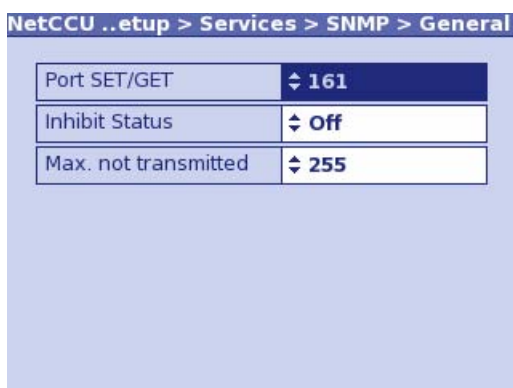 NetCCU ..etup > Services > SNMP > General
Port SET/GET 161
Inhibit Status Off
Max. not transmitted 255